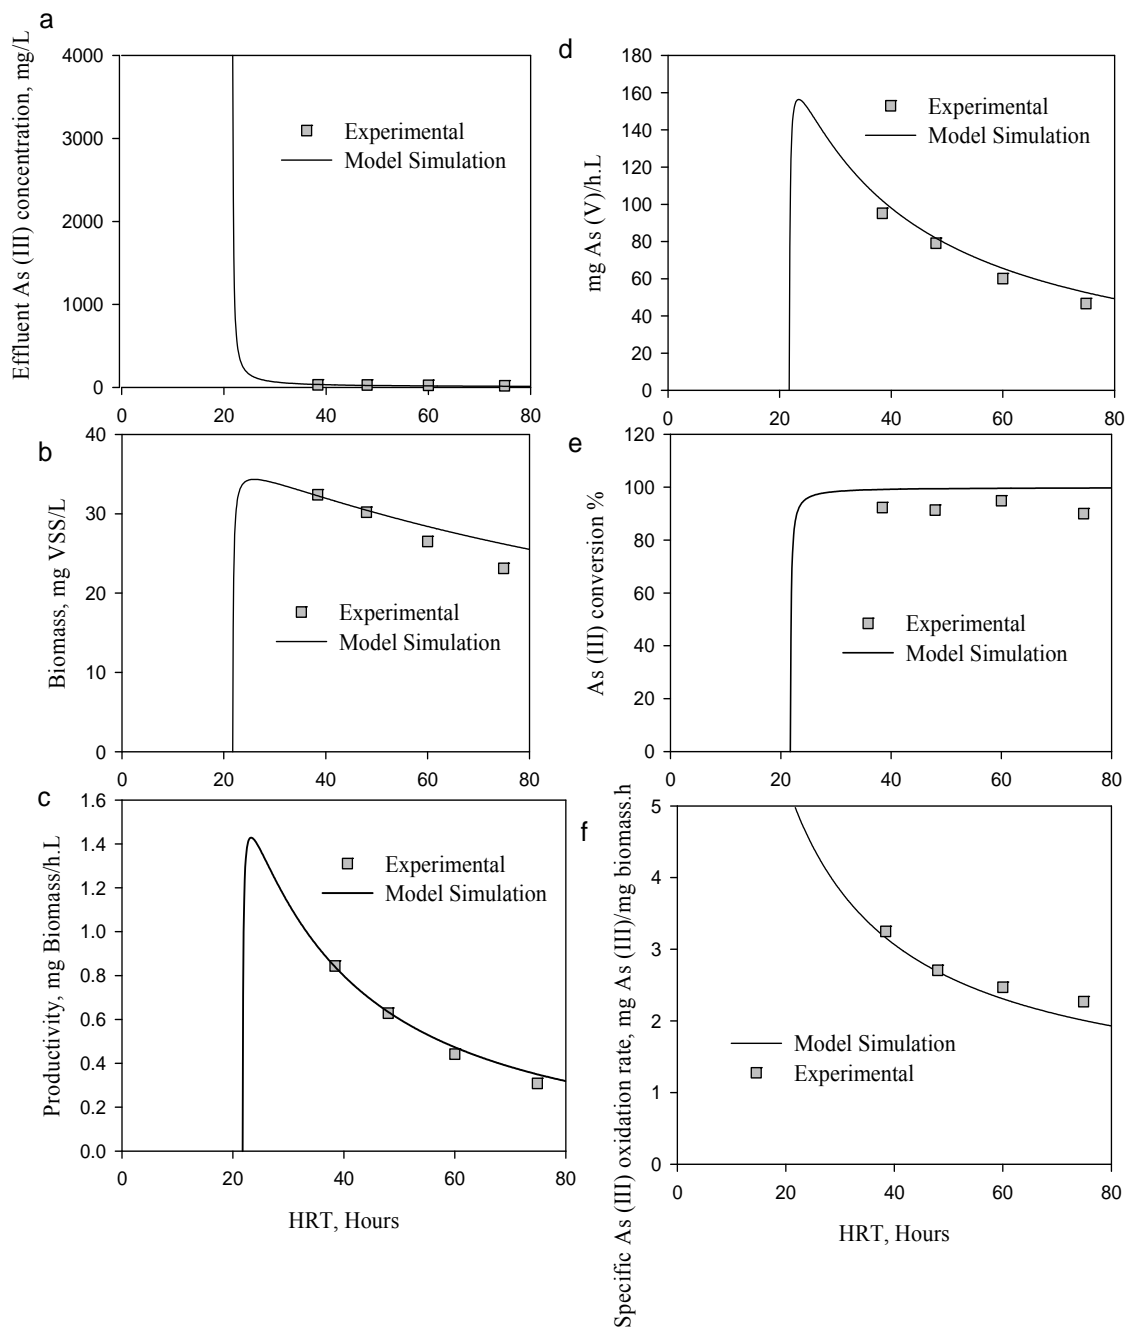 a
Effluent As (III) concentration, mg/L
4000
3000
2000
1000
0
Experimental
Model Simulation
0 20 40 60 80
b
Biomass, mg VSS/L
40
30
20
10
0
Experimental
Model Simulation
0 20 40 60 80
c
Productivity, mg Biomass/h.L
1.6
1.4
1.2
1.0
0.8
0.6
0.4
0.2
0.0
Experimental
Model Simulation
0 20 40 60 80
HRT, Hours
d
mg As (V)/h.L
180
160
140
120
100
80
60
40
20
0
Experimental
Model Simulation
0 20 40 60 80
e
As (III) conversion %
120
100
80
60
40
20
0
Experimental
Model Simulation
0 20 40 60 80
f
Specific As (III) oxidation rate, mg As (III)/mg biomass.h
5
4
3
2
1
0
Model Simulation
Experimental
0 20 40 60 80
HRT, Hours